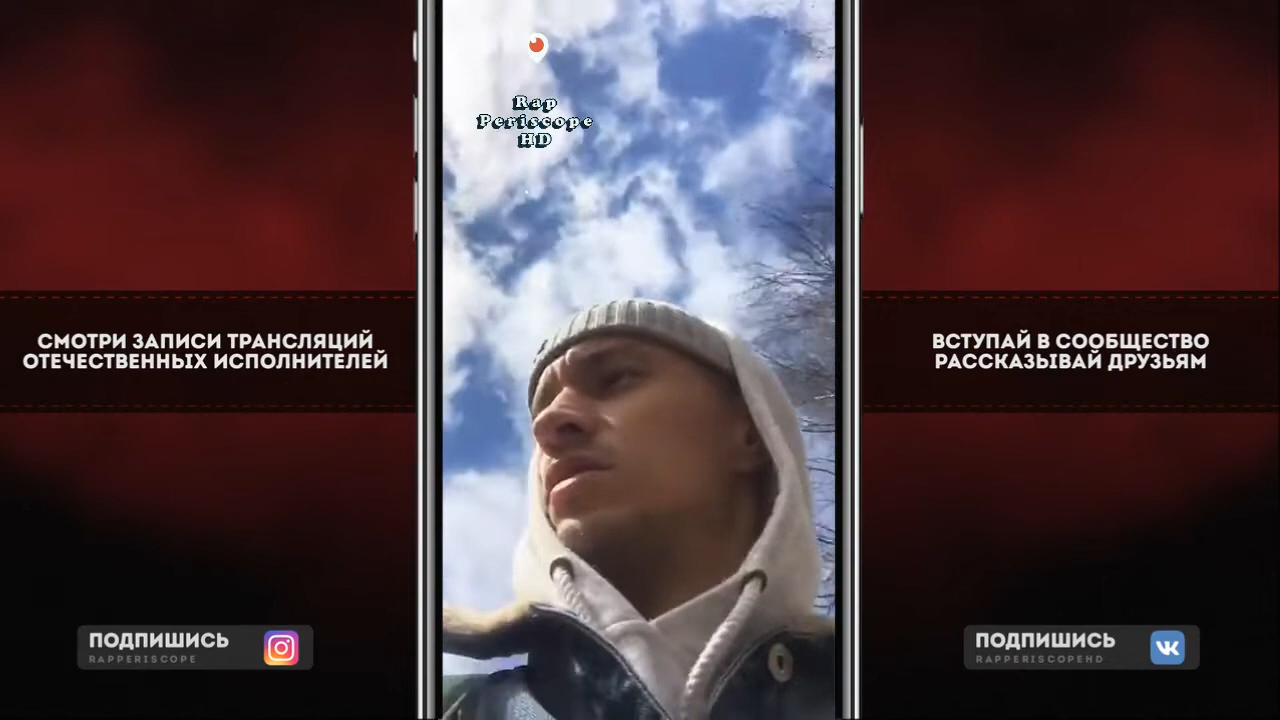 Rap
Periscope
HD
СМОТРИ ЗАПИСИ ТРАНСЛЯЦИЙ
ОТЕЧЕСТВЕННЫХ ИСПОЛНИТЕЛЕЙ
ВСТУПАЙ В СООБЩЕСТВО
РАССКАЗЫВАЙ ДРУЗЬЯМ
ПОДПИШИСЬ
RAPPERISCOPE
ПОДПИШИСЬ
RAPPERISCOPEHD